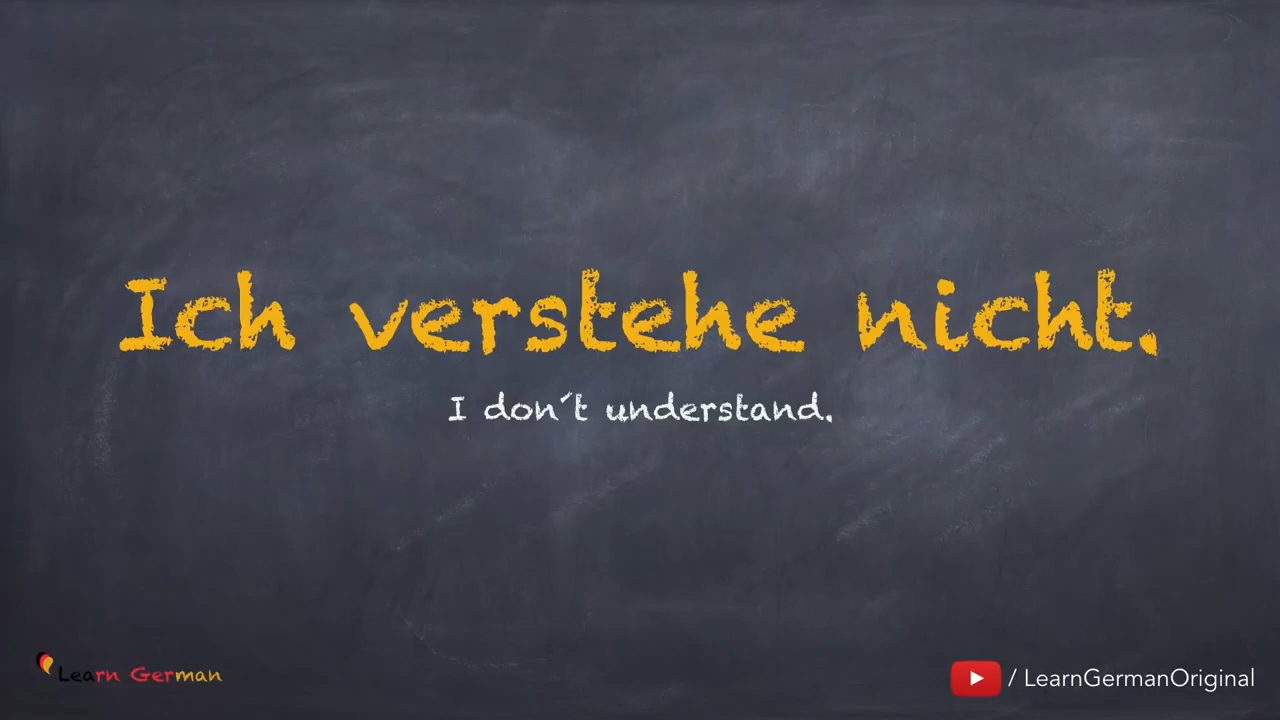 Ich verstehe nicht.
I don´t understand.
Learn German
/ LearnGermanOriginal